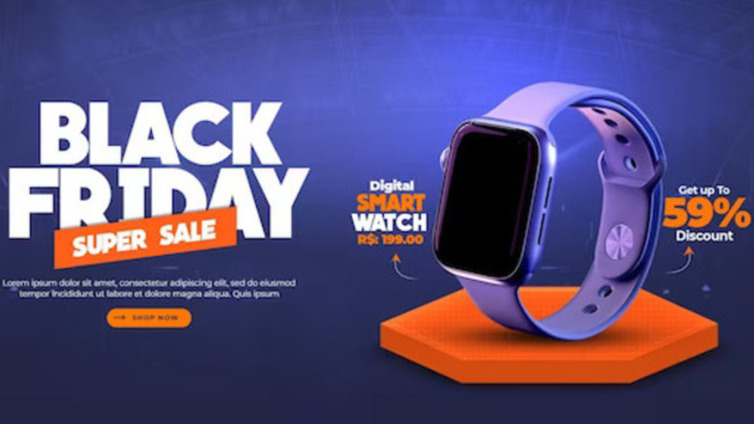 BLACK
FRIDAY
SUPER SALE
Lorem ipsum dolor sit amet, consectetur adipiscing elit, sed do eiusmod
tempor incididunt ut labore et dolore magna aliqua. Quis ipsum
SHOP NOW
Digital
SMART
WATCH
R$: 199.00
Get up To
59%
Discount